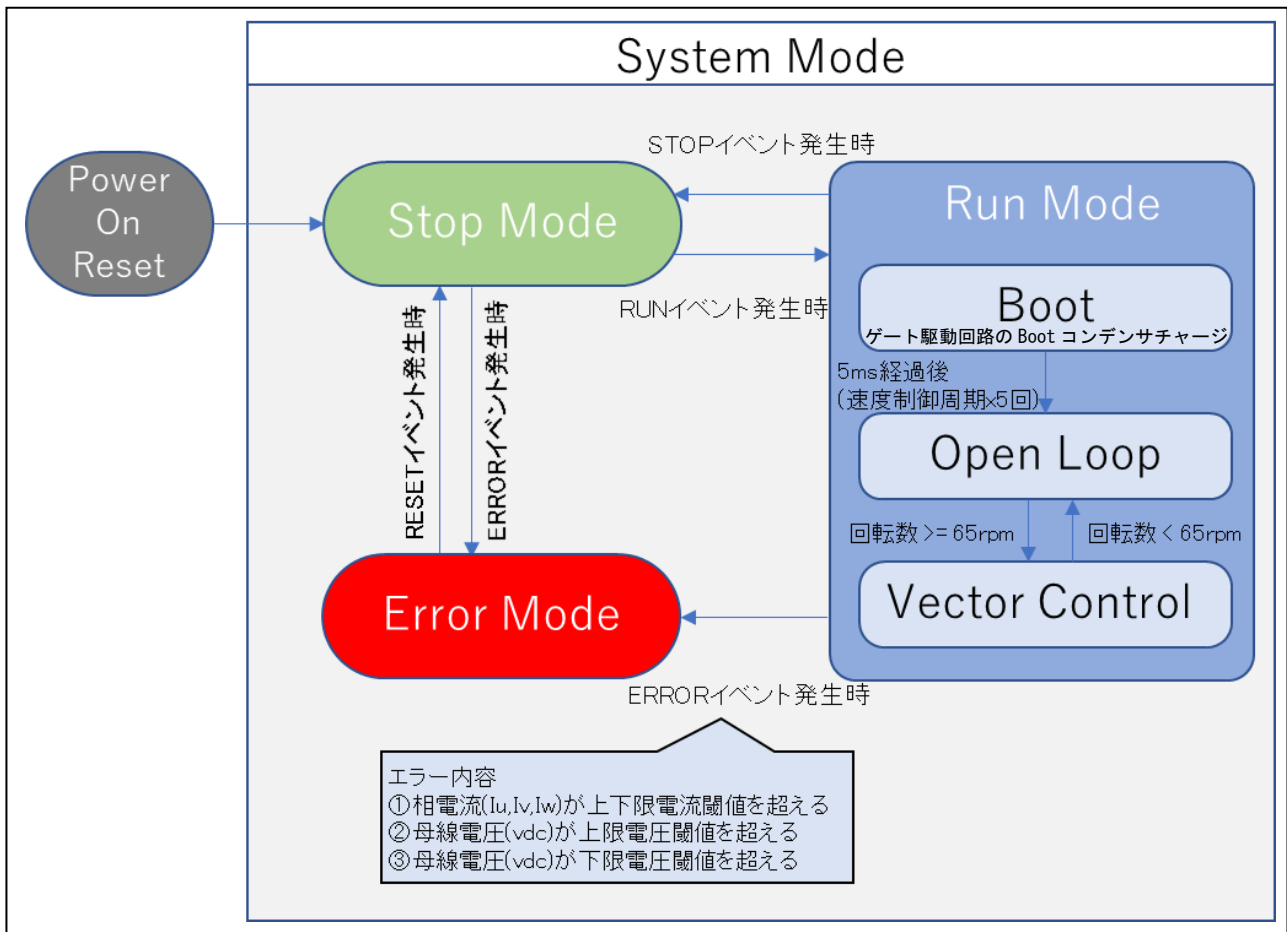 System Mode
Power
On
Reset
STOPイベント発生時
Stop Mode
Run Mode
RUNイベント発生時
Boot
ゲート駆動回路の Boot コンデンサチャージ
5ms経過後
(速度制御周期x5回)
RESETイベント発生時
ERRORイベント発生時
Open Loop
回転数 >= 65rpm
回転数 < 65rpm
Vector Control
Error Mode
ERRORイベント発生時
エラー内容
①相電流(Iu,Iv,Iw)が上下限電流閾値を超える
②母線電圧(vdc)が上限電圧閾値を超える
③母線電圧(vdc)が下限電圧閾値を超える